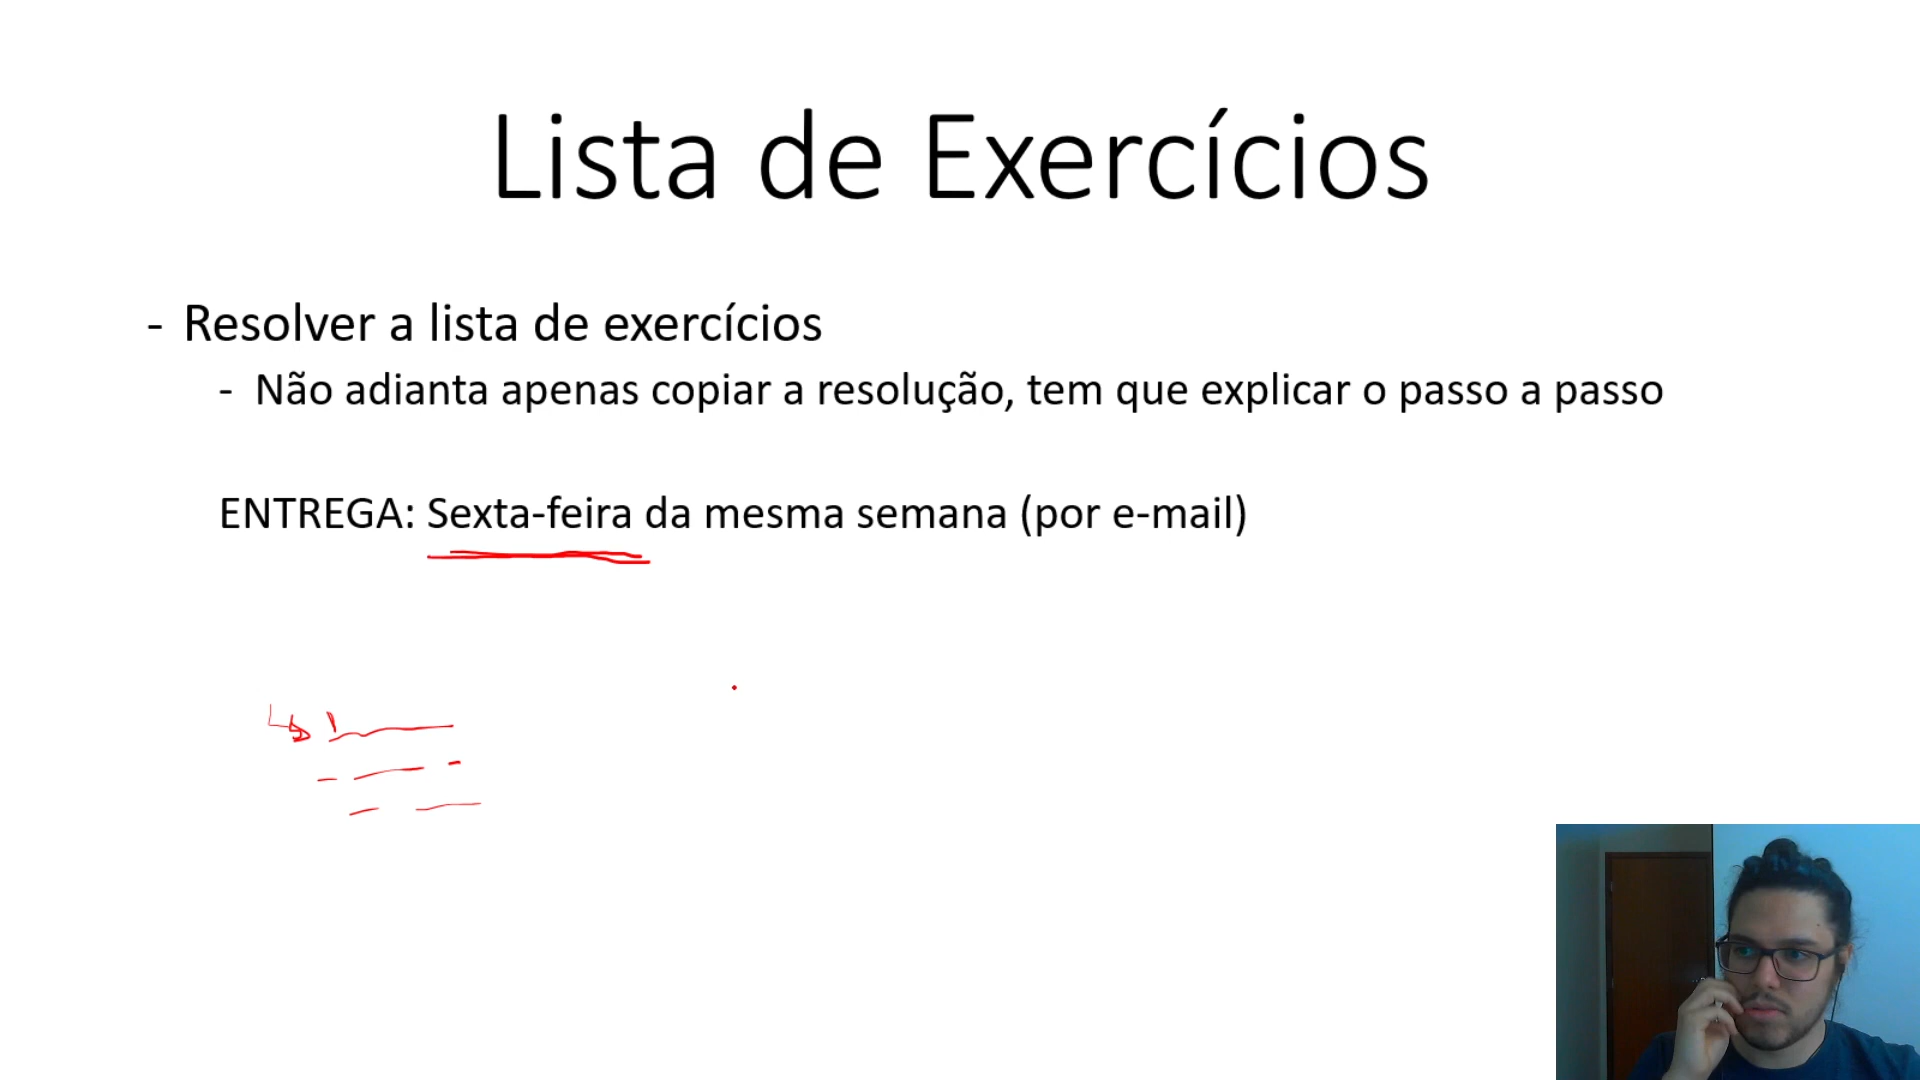 Lista de Exercícios
- Resolver a lista de exercícios
- Não adianta apenas copiar a resolução, tem que explicar o passo a passo
ENTREGA: Sexta-feira da mesma semana (por e-mail)